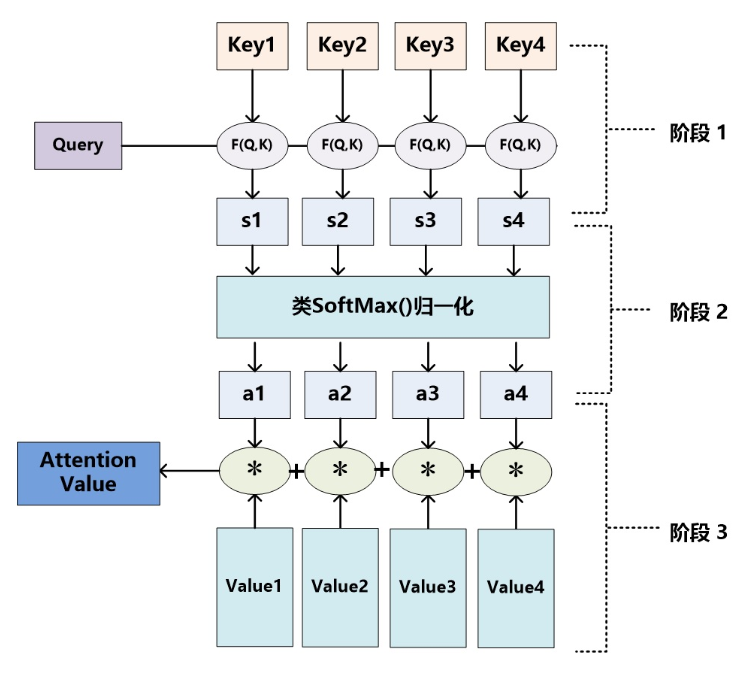 Key1 Key2 Key3 Key4
阶段 1
Query F(Q,K) F(Q,K) F(Q,K) F(Q,K)
s1 s2 s3 s4
类SoftMax()归一化
阶段 2
a1 a2 a3 a4
Attention
Value
* + * + * + *
阶段 3
Value1 Value2 Value3 Value4